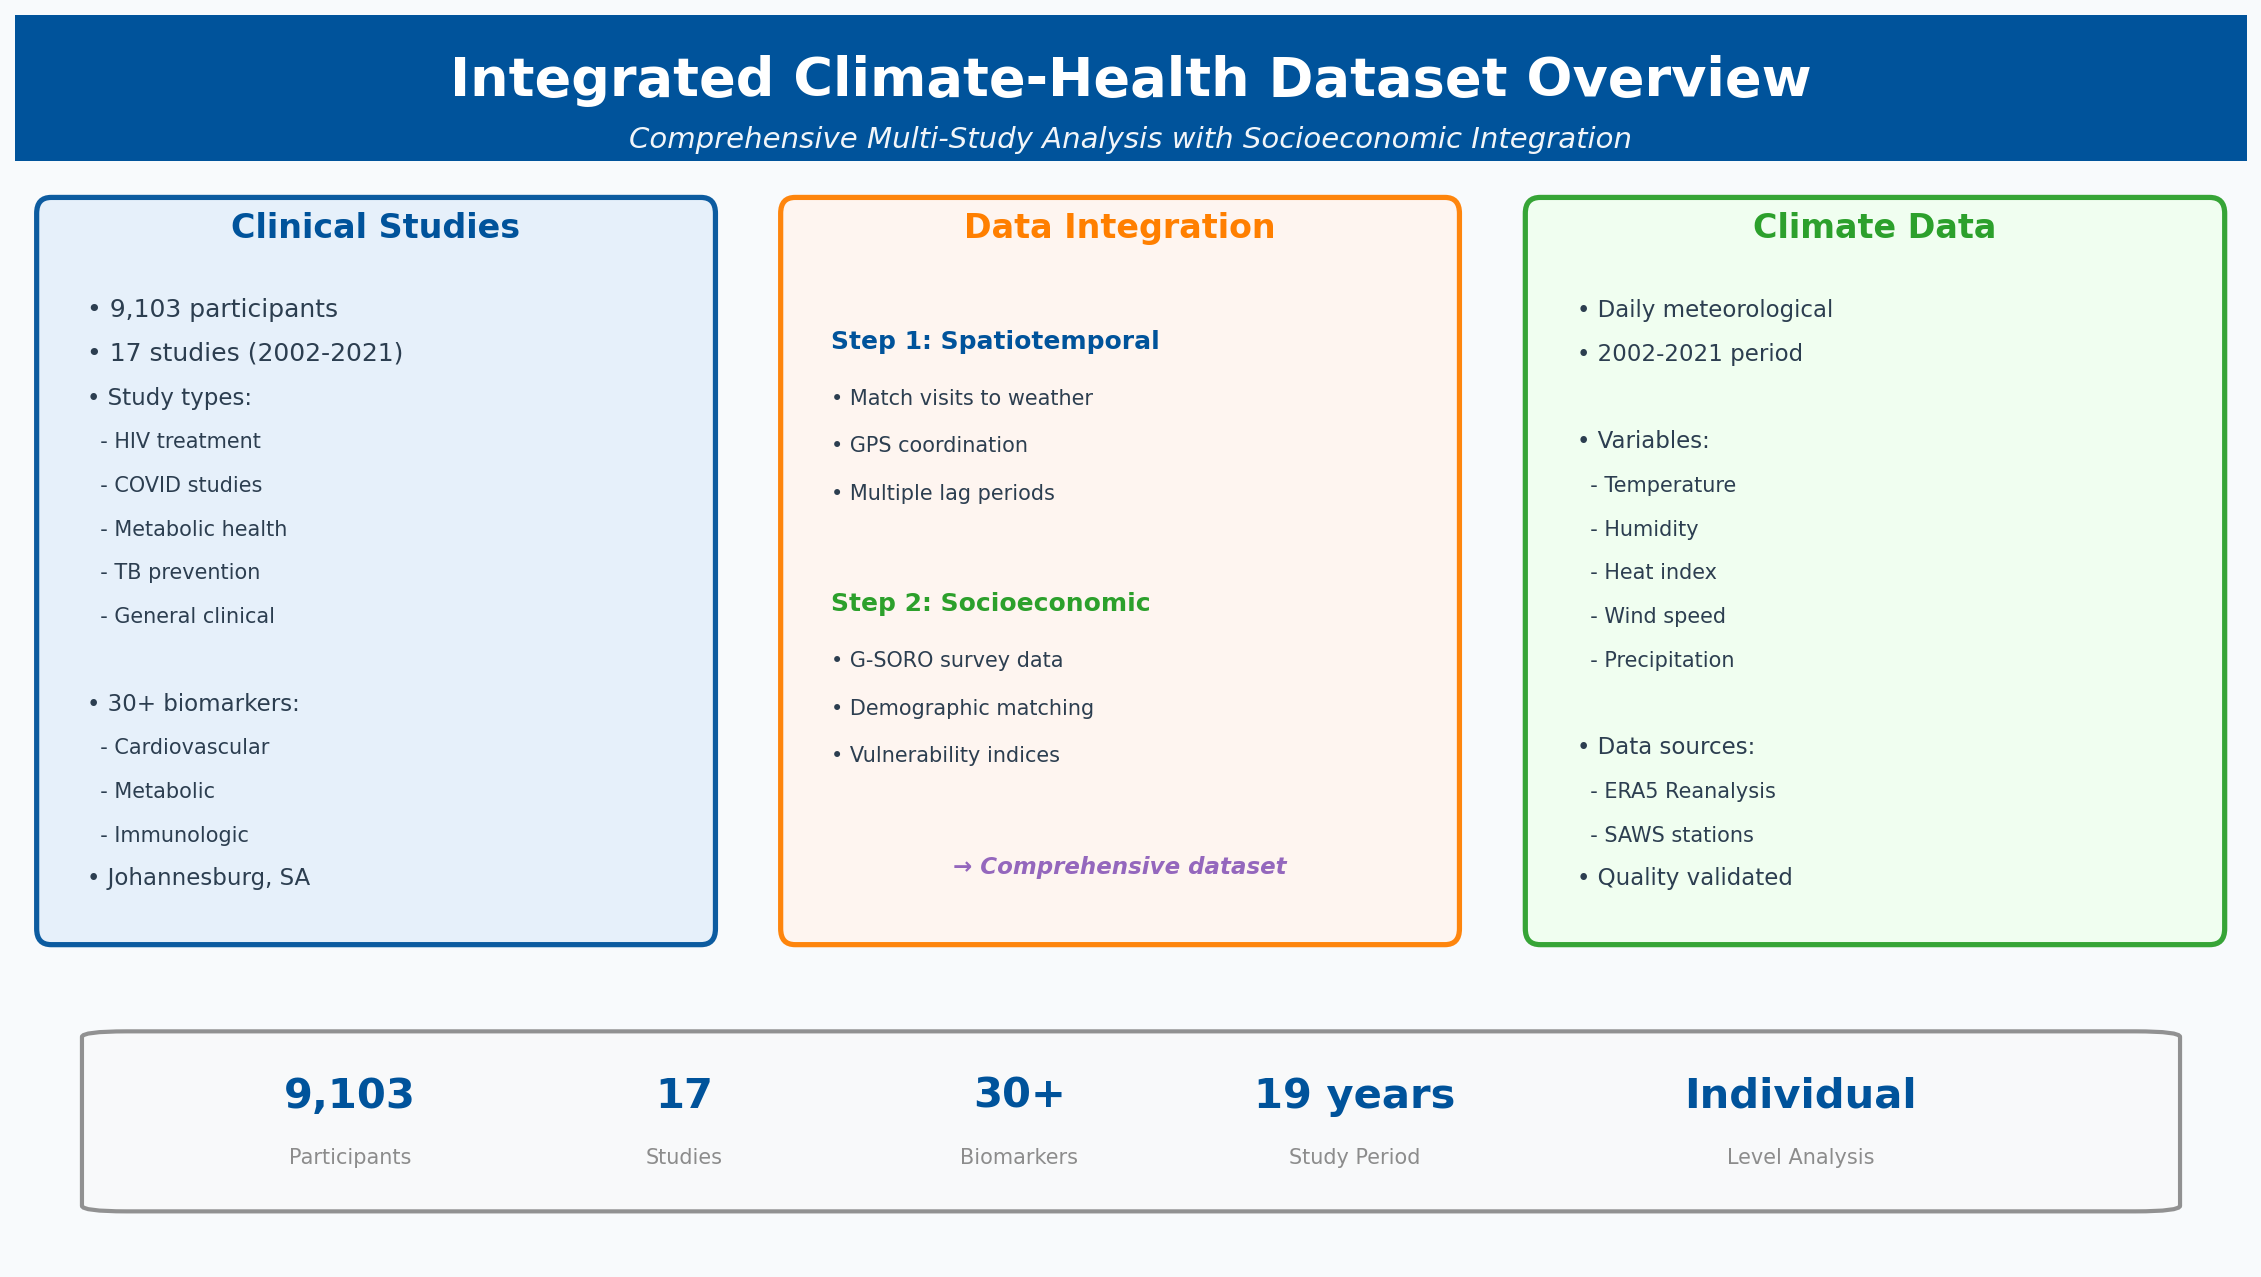 Integrated Climate-Health Dataset Overview
Comprehensive Multi-Study Analysis with Socioeconomic Integration
Clinical Studies
• 9,103 participants
• 17 studies (2002-2021)
• Study types:
- HIV treatment
- COVID studies
- Metabolic health
- TB prevention
- General clinical
• 30+ biomarkers:
- Cardiovascular
- Metabolic
- Immunologic
• Johannesburg, SA
Data Integration
Step 1: Spatiotemporal
• Match visits to weather
• GPS coordination
• Multiple lag periods
Step 2: Socioeconomic
• G-SORO survey data
• Demographic matching
• Vulnerability indices
→ Comprehensive dataset
Climate Data
• Daily meteorological
• 2002-2021 period
• Variables:
- Temperature
- Humidity
- Heat index
- Wind speed
- Precipitation
• Data sources:
- ERA5 Reanalysis
- SAWS stations
• Quality validated
9,103
Participants
17
Studies
30+
Biomarkers
19 years
Study Period
Individual
Level Analysis